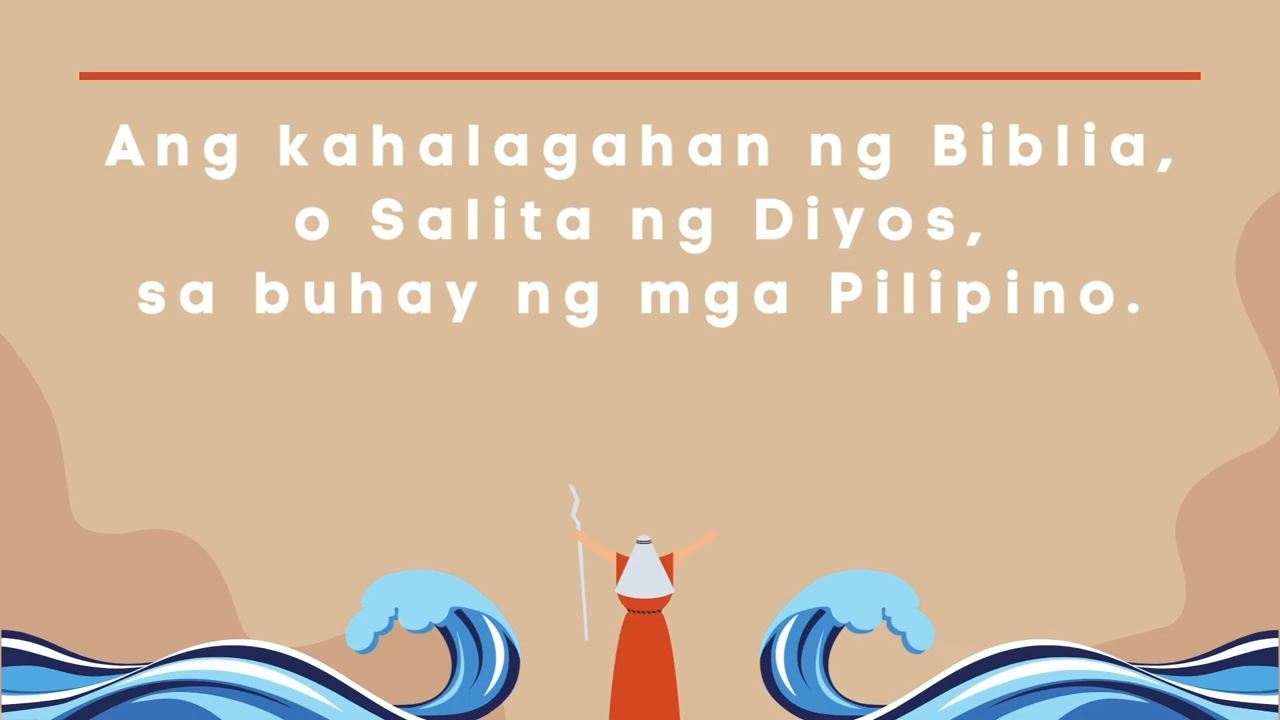 Ang kahalagahan ng Biblia,
o Salita ng Diyos,
sa buhay ng mga Pilipino.